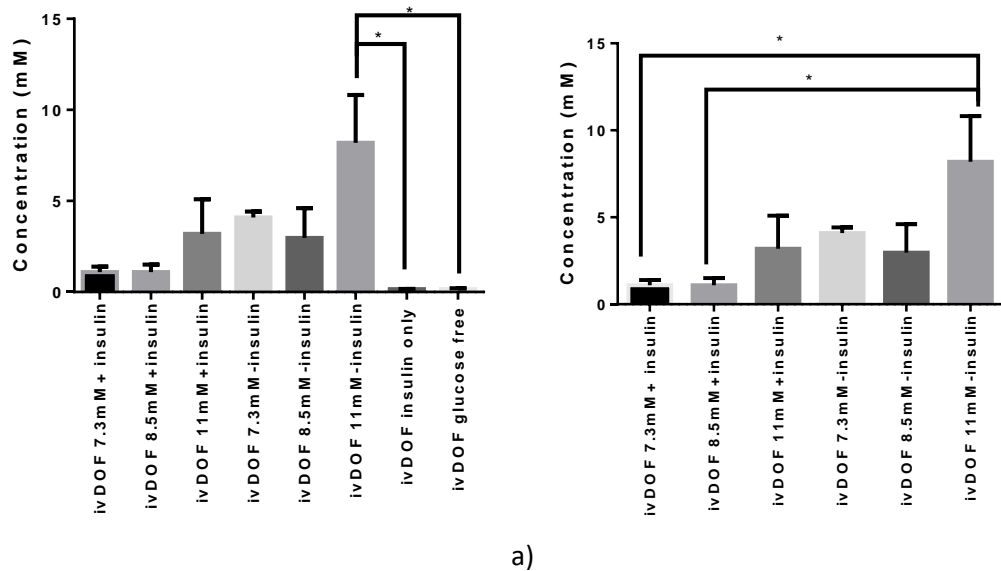 Concentration (mM)
15
10
5
0
*
*
ivDOF 7.3mM+ insulin
ivDOF 8.5mM+insulin
ivDOF 11mM+insulin
ivDOF 7.3mM-insulin
ivDOF 8.5mM-insulin
ivDOF 11mM-insulin
ivDOF insulin only
ivDOF glucose free
Concentration (mM)
15
10
5
0
*
*
ivDOF 7.3mM+ insulin
ivDOF 8.5mM+insulin
ivDOF 11mM+insulin
ivDOF 7.3mM-insulin
ivDOF 8.5mM-insulin
ivDOF 11mM-insulin
a)